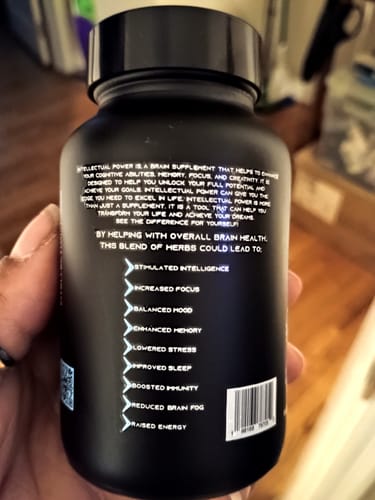 INTELLECTUAL POWER IS A BRAIN SUPPLEMENT THAT HELPS TO ENHANCE
YOUR COGNITIVE ABILITIES, MEMORY, FOCUS, AND CREATIVITY. IT IS
DESIGNED TO HELP YOU UNLOCK YOUR FULL POTENTIAL AND
ACHIEVE YOUR GOALS. INTELLECTUAL POWER CAN GIVE YOU THE
EDGE YOU NEED TO EXCEL IN LIFE. INTELLECTUAL POWER IS MORE
THAN JUST A SUPPLEMENT, IT IS A TOOL THAT CAN HELP YOU
TRANSFORM YOUR LIFE AND ACHIEVE YOUR DREAMS.
SEE THE DIFFERENCE FOR YOURSELF!
BY HELPING WITH OVERALL BRAIN HEALTH,
THIS BLEND OF HERBS COULD LEAD TO:
STIMULATED INTELLIGENCE
INCREASED FOCUS
BALANCED MOOD
ENHANCED MEMORY
LOWERED STRESS
IMPROVED SLEEP
BOOSTED IMMUNITY
REDUCED BRAIN FOG
RAISED ENERGY